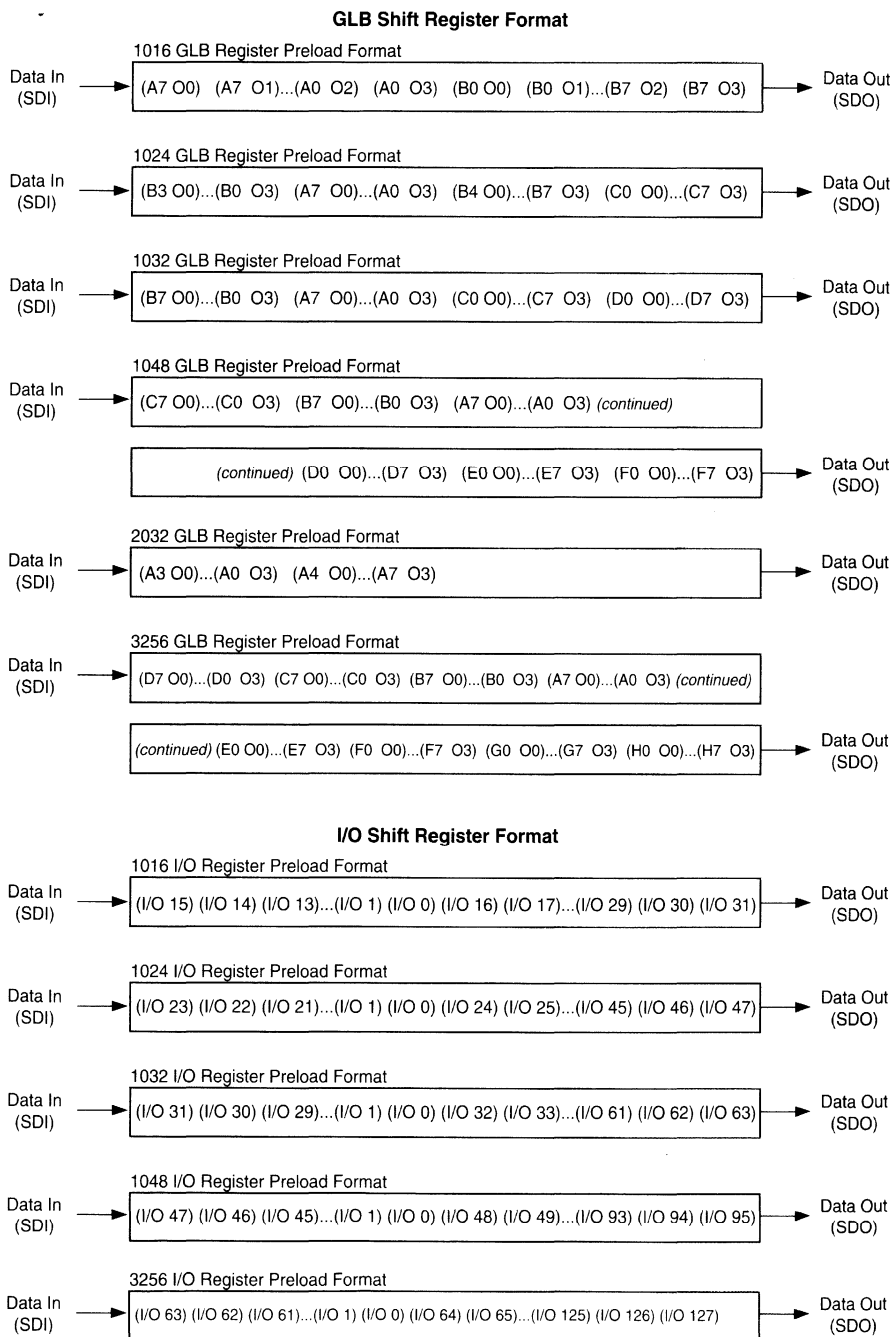 GLB Shift Register Format
1016 GLB Register Preload Format
Data In
(SDI)
(A7 O0) (A7 O1)...(A0 O2) (A0 O3) (B0 O0) (B0 O1)...(B7 O2) (B7 O3)
Data Out
(SDO)
1024 GLB Register Preload Format
Data In
(SDI)
(B3 O0)...(B0 O3) (A7 O0)...(A0 O3) (B4 O0)...(B7 O3) (C0 O0)...(C7 O3)
Data Out
(SDO)
1032 GLB Register Preload Format
Data In
(SDI)
(B7 O0)...(B0 O3) (A7 O0)...(A0 O3) (C0 O0)...(C7 O3) (D0 O0)...(D7 O3)
Data Out
(SDO)
1048 GLB Register Preload Format
Data In
(SDI)
(C7 O0)...(C0 O3) (B7 O0)...(B0 O3) (A7 O0)...(A0 O3) (continued)
(continued) (D0 O0)...(D7 O3) (E0 O0)...(E7 O3) (F0 O0)...(F7 O3)
Data Out
(SDO)
2032 GLB Register Preload Format
Data In
(SDI)
(A3 O0)...(A0 O3) (A4 O0)...(A7 O3)
Data Out
(SDO)
3256 GLB Register Preload Format
Data In
(SDI)
(D7 O0)...(D0 O3) (C7 O0)...(C0 O3) (B7 O0)...(B0 O3) (A7 O0)...(A0 O3) (continued)
(continued) (E0 O0)...(E7 O3) (F0 O0)...(F7 O3) (G0 O0)...(G7 O3) (H0 O0)...(H7 O3)
Data Out
(SDO)
I/O Shift Register Format
1016 I/O Register Preload Format
Data In
(SDI)
(I/O 15) (I/O 14) (I/O 13)...(I/O 1) (I/O 0) (I/O 16) (I/O 17)...(I/O 29) (I/O 30) (I/O 31)
Data Out
(SDO)
1024 I/O Register Preload Format
Data In
(SDI)
(I/O 23) (I/O 22) (I/O 21)...(I/O 1) (I/O 0) (I/O 24) (I/O 25)...(I/O 45) (I/O 46) (I/O 47)
Data Out
(SDO)
1032 I/O Register Preload Format
Data In
(SDI)
(I/O 31) (I/O 30) (I/O 29)...(I/O 1) (I/O 0) (I/O 32) (I/O 33)...(I/O 61) (I/O 62) (I/O 63)
Data Out
(SDO)
1048 I/O Register Preload Format
Data In
(SDI)
(I/O 47) (I/O 46) (I/O 45)...(I/O 1) (I/O 0) (I/O 48) (I/O 49)...(I/O 93) (I/O 94) (I/O 95)
Data Out
(SDO)
3256 I/O Register Preload Format
Data In
(SDI)
(I/O 63) (I/O 62) (I/O 61)...(I/O 1) (I/O 0) (I/O 64) (I/O 65)...(I/O 125) (I/O 126) (I/O 127)
Data Out
(SDO)